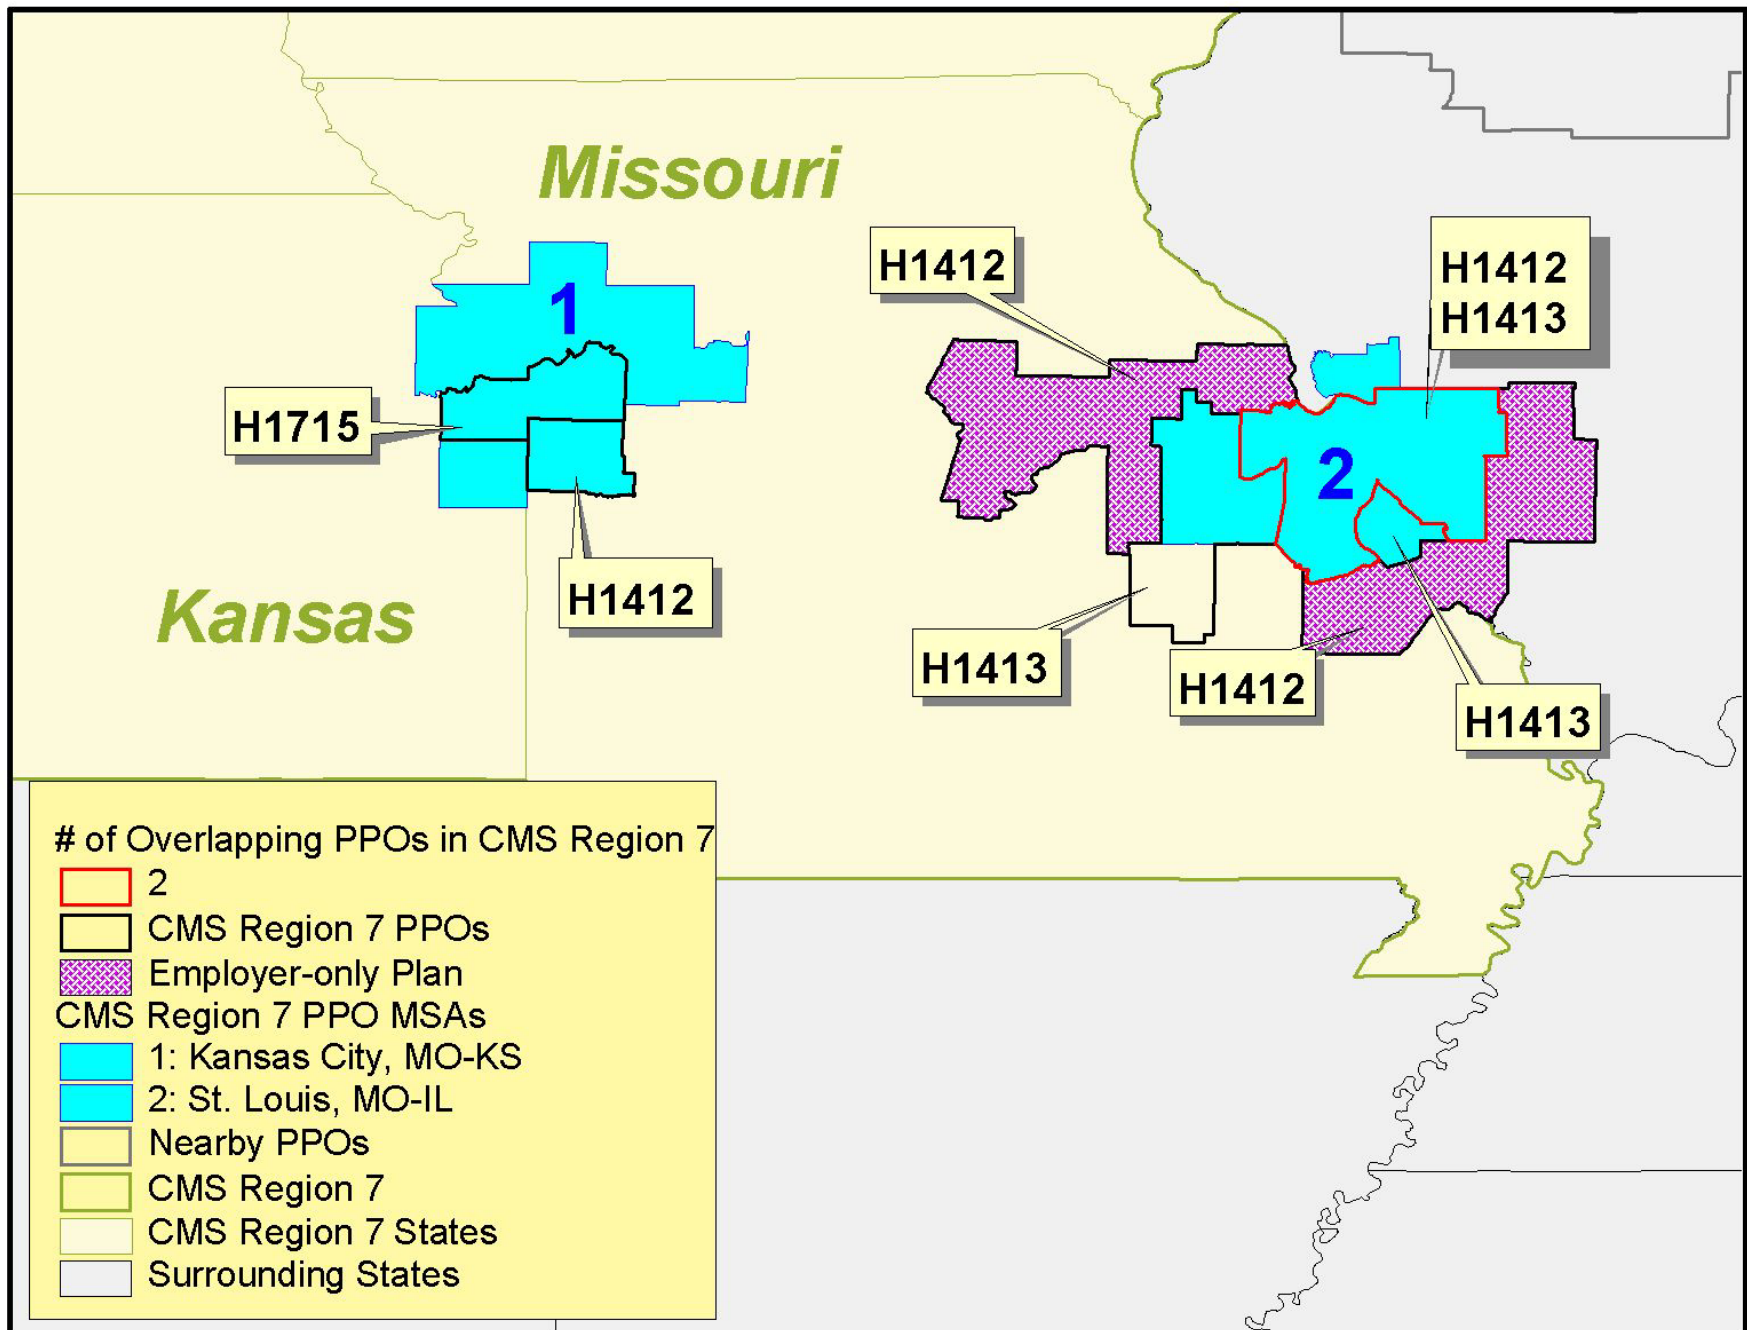 Missouri
1
H1412
H1412
H1413
H1715
2
H1412
Kansas
H1413
H1412
H1413
# of Overlapping PPOs in CMS Region 7
2
CMS Region 7 PPOs
Employer-only Plan
CMS Region 7 PPO MSAs
1: Kansas City, MO-KS
2: St. Louis, MO-IL
Nearby PPOs
CMS Region 7
CMS Region 7 States
Surrounding States